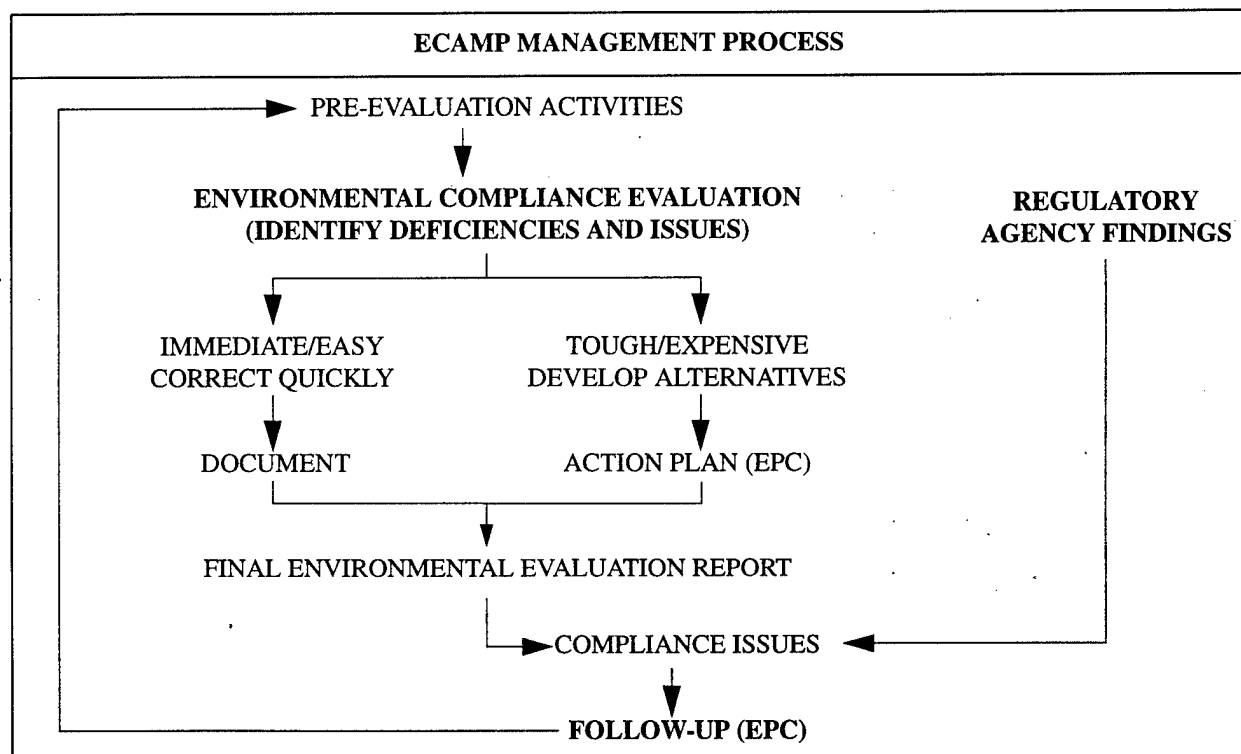 ECAMP MANAGEMENT PROCESS
PRE-EVALUATION ACTIVITIES
ENVIRONMENTAL COMPLIANCE EVALUATION
(IDENTIFY DEFICIENCIES AND ISSUES)
REGULATORY
AGENCY FINDINGS
IMMEDIATE/EASY
CORRECT QUICKLY
TOUGH/EXPENSIVE
DEVELOP ALTERNATIVES
DOCUMENT
ACTION PLAN (EPC)
FINAL ENVIRONMENTAL EVALUATION REPORT
COMPLIANCE ISSUES
FOLLOW-UP (EPC)